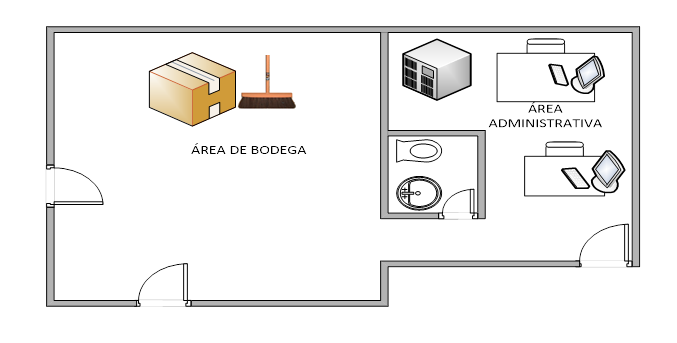 ÁREA DE BODEGA
ÁREA
ADMINISTRATIVA